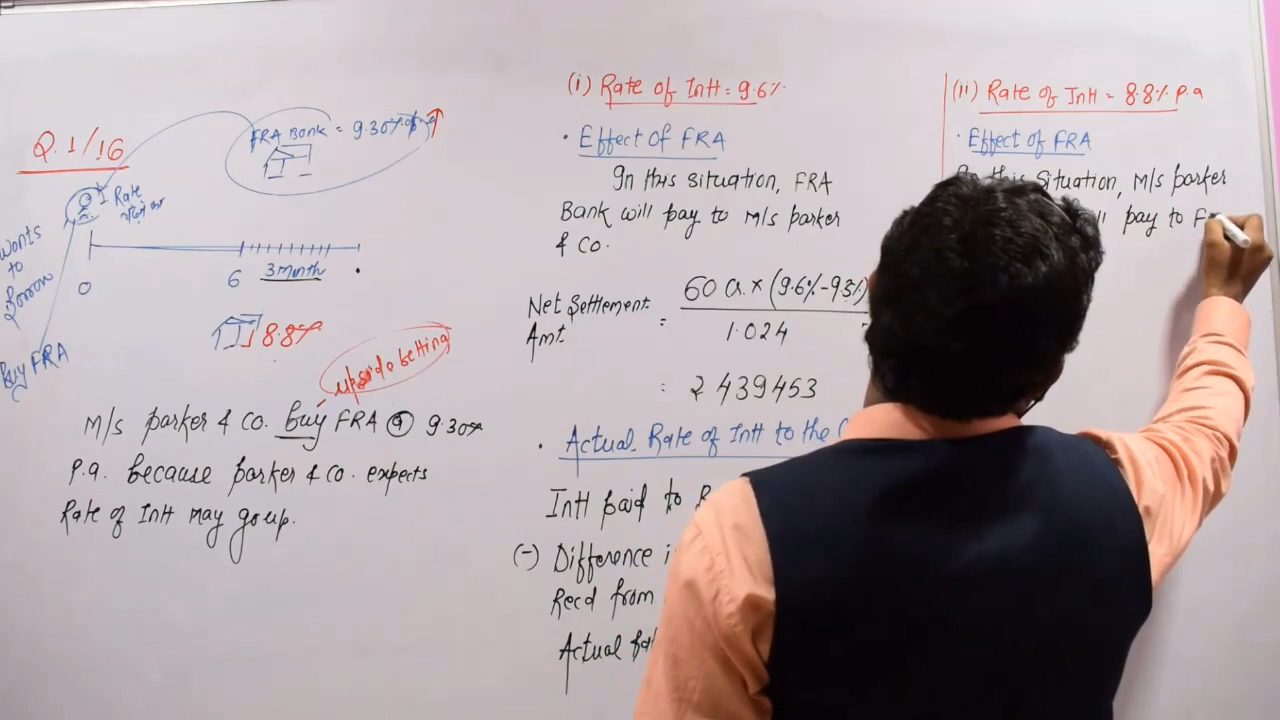 Q.1/16
FRA Bank = 9.30%
I Rate
wants
to
Borrow
0
6
3 Month
8.8%
Buy FRA
upside betting
M/s parker & Co. buy FRA @ 9.30%
p.a. because parker & Co. expects
Rate of Intt may go up.
(i) Rate of Intt = 9.6%
• Effect of FRA
In this situation, FRA
Bank will pay to M/s parker
& Co.
Net Settlement
Amt.
= 60 Cr. × (9.6% - 9.3%)
1.024
= 2439453
• Actual Rate of Intt to the
Intt paid to
(-) Difference
Recd from
Actual
(ii) Rate of Intt = 8.8% p.a
• Effect of FRA
this Situation, M/s parker
pay to